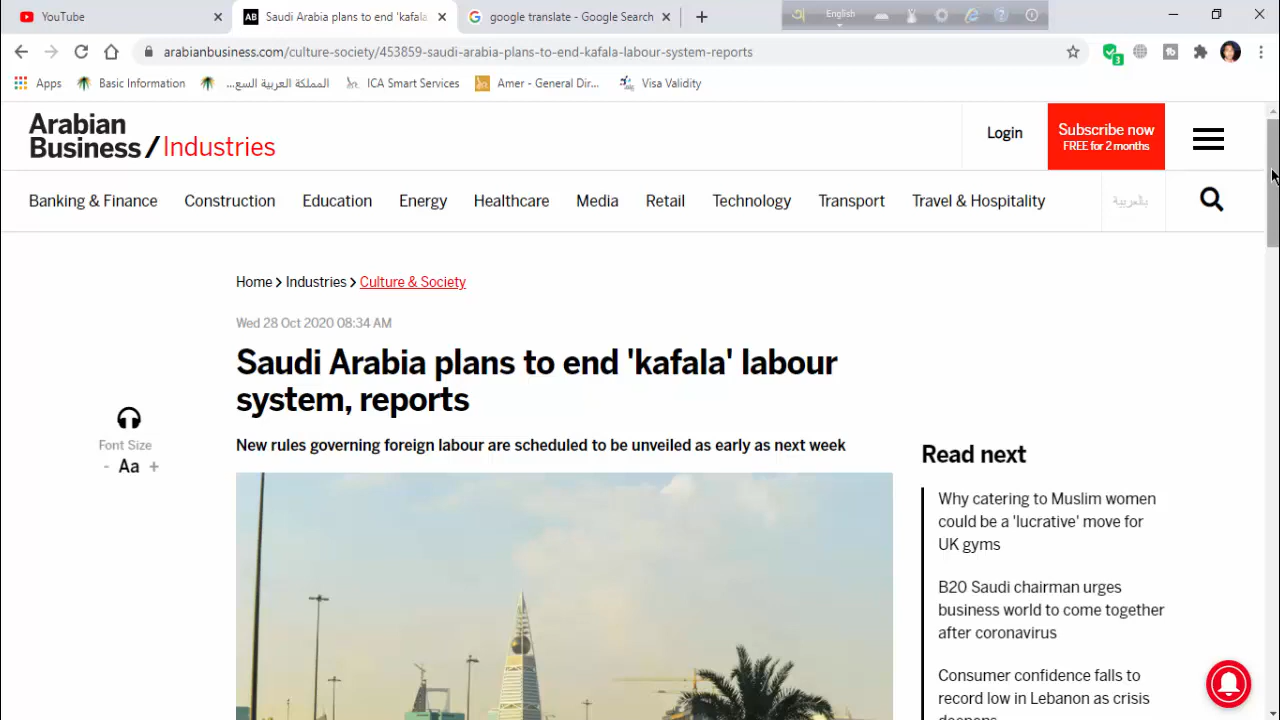 YouTube
AB Saudi Arabia plans to end 'kafala'
google translate - Google Search
English
arabianbusiness.com/culture-society/453859-saudi-arabia-plans-to-end-kafala-labour-system-reports
3
Apps
Basic Information
المملكة العربية السع...
ICA Smart Services
Amer - General Dir...
Visa Validity
Arabian
Business / Industries
Login
Subscribe now
FREE for 2 months
Banking & Finance
Construction
Education
Energy
Healthcare
Media
Retail
Technology
Transport
Travel & Hospitality
بالعربية
Home > Industries > Culture & Society
Wed 28 Oct 2020 08:34 AM
Saudi Arabia plans to end 'kafala' labour
system, reports
New rules governing foreign labour are scheduled to be unveiled as early as next week
Font Size
- Aa +
Read next
Why catering to Muslim women
could be a 'lucrative' move for
UK gyms
B20 Saudi chairman urges
business world to come together
after coronavirus
Consumer confidence falls to
record low in Lebanon as crisis